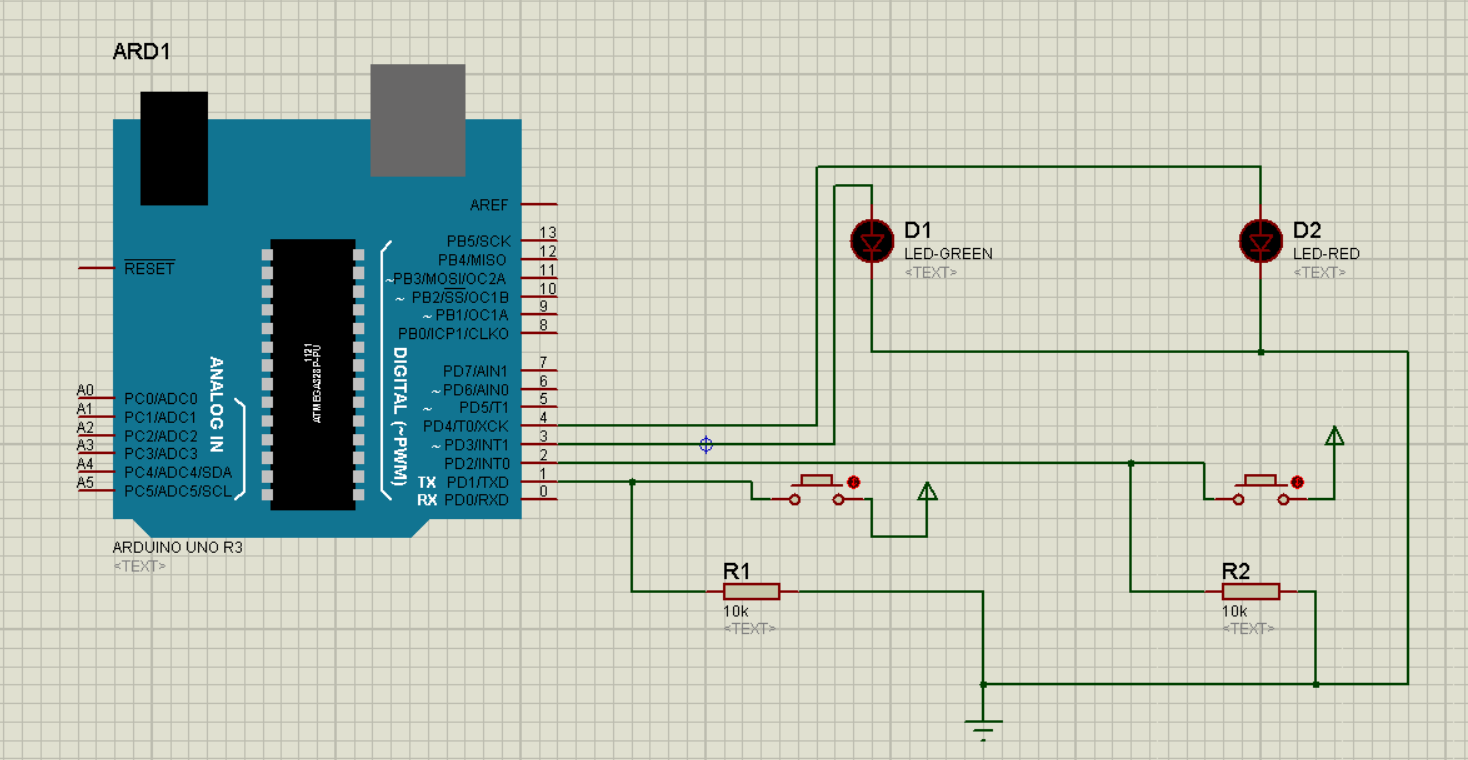 ARD1
AREF
PB5/SCK 13
PB4/MISO 12
~PB3/MOSI/OC2A 11
~ PB2/SS/OC1B 10
~ PB1/OC1A 9
PB0/ICP1/CLKO 8
RESET
1121
ATMEGA328P-PU
DIGITAL (~PWM)
ANALOG IN
PD7/AIN1 7
~ PD6/AIN0 6
~ PD5/T1 5
PD4/T0/XCK 4
~ PD3/INT1 3
PD2/INT0 2
TX PD1/TXD 1
RX PD0/RXD 0
A0 PC0/ADC0
A1 PC1/ADC1
A2 PC2/ADC2
A3 PC3/ADC3
A4 PC4/ADC4/SDA
A5 PC5/ADC5/SCL
ARDUINO UNO R3
<TEXT>
D1
LED-GREEN
<TEXT>
D2
LED-RED
<TEXT>
R1
10k
<TEXT>
R2
10k
<TEXT>